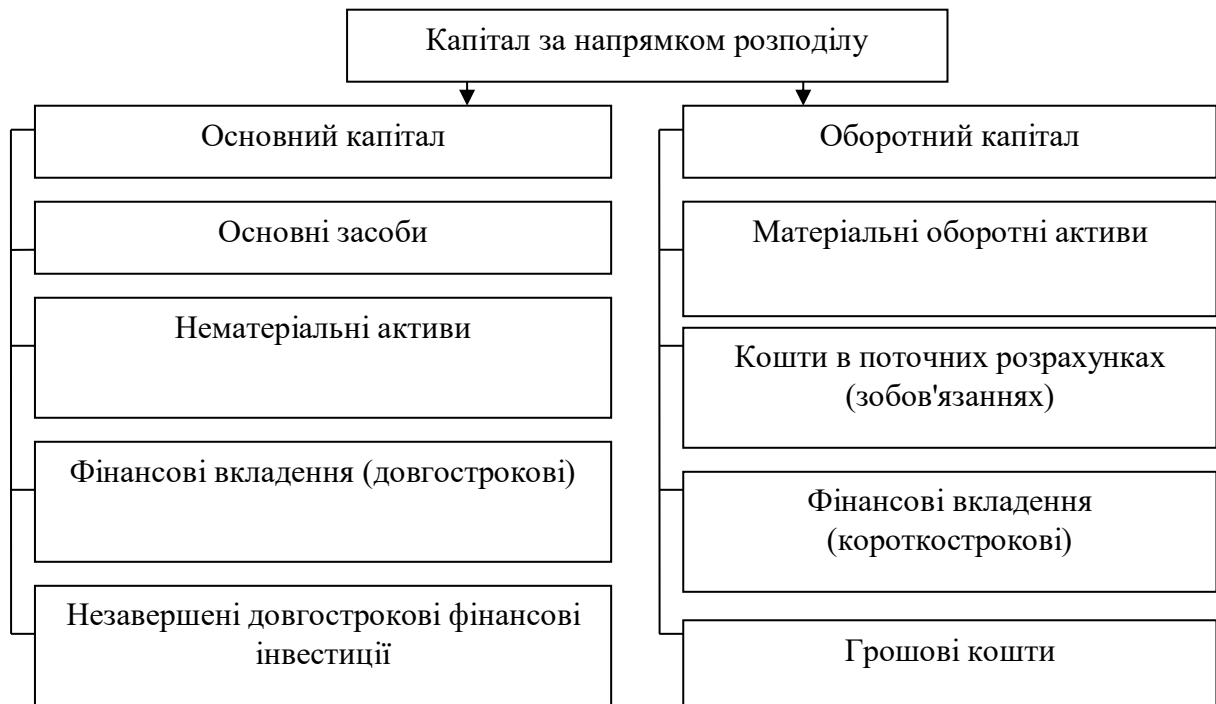 Капітал за напрямком розподілу
Основний капітал
Основні засоби
Нематеріальні активи
Фінансові вкладення (довгострокові)
Незавершені довгострокові фінансові
інвестиції
Оборотний капітал
Матеріальні оборотні активи
Кошти в поточних розрахунках
(зобов'язаннях)
Фінансові вкладення
(короткострокові)
Грошові кошти